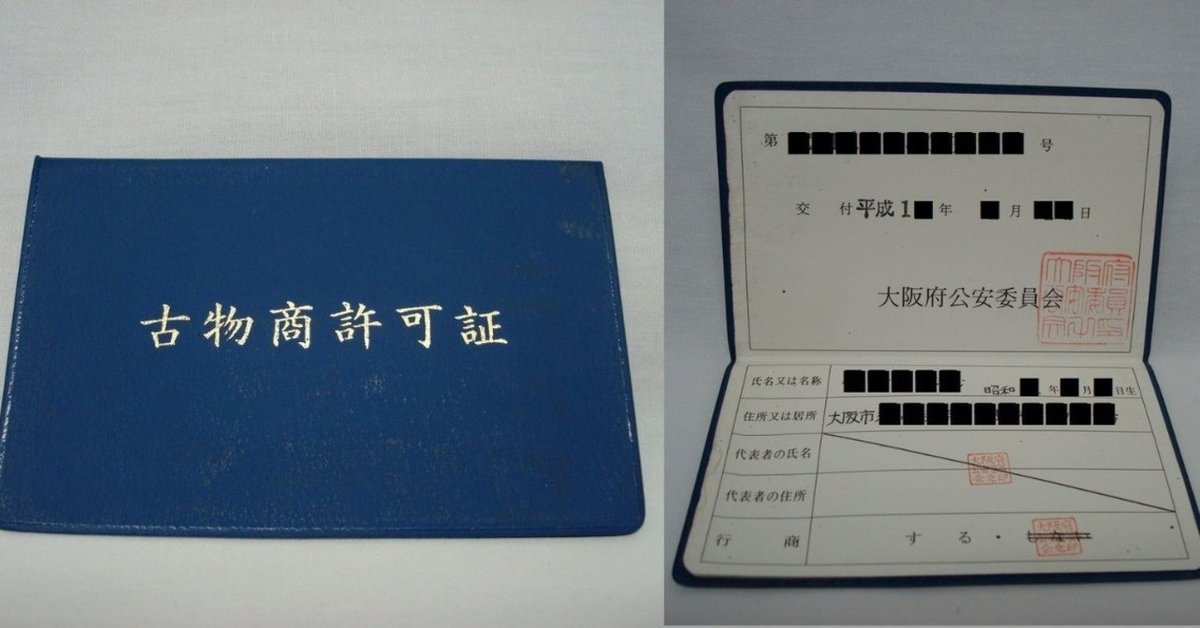 古物商許可証
第 号
交 付 平成 1 年 月 日
大阪府公安委員会
氏名又は名称 昭和 年 月 日生
住所又は居所 大阪市
代表者の氏名
代表者の住所
行 商 する・しない